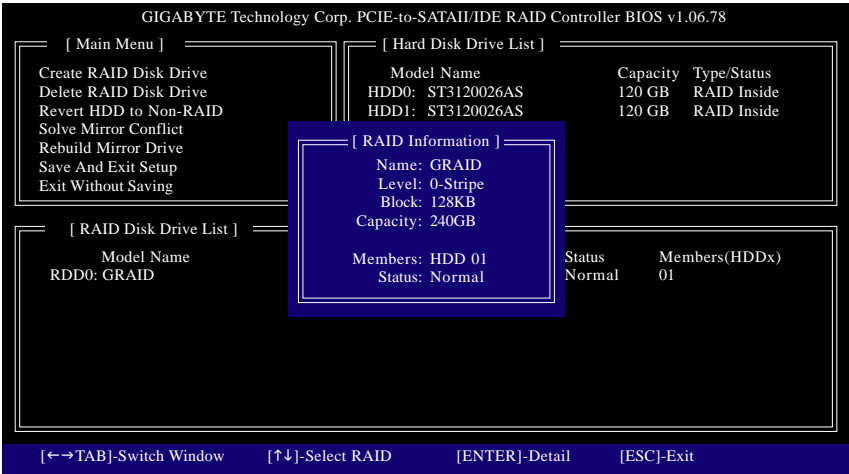 GIGABYTE Technology Corp. PCIE-to-SATAII/IDE RAID Controller BIOS v1.06.78
[ Main Menu ]
Create RAID Disk Drive
Delete RAID Disk Drive
Revert HDD to Non-RAID
Solve Mirror Conflict
Rebuild Mirror Drive
Save And Exit Setup
Exit Without Saving
[ Hard Disk Drive List ]
Model Name Capacity Type/Status
HDD0: ST3120026AS 120 GB RAID Inside
HDD1: ST3120026AS 120 GB RAID Inside
[ RAID Information ]
Name: GRAID
Level: 0-Stripe
Block: 128KB
Capacity: 240GB
Members: HDD 01
Status: Normal
[ RAID Disk Drive List ]
Model Name Status Members(HDDx)
RDD0: GRAID Normal 01
[←→TAB]-Switch Window [↑↓]-Select RAID [ENTER]-Detail [ESC]-Exit